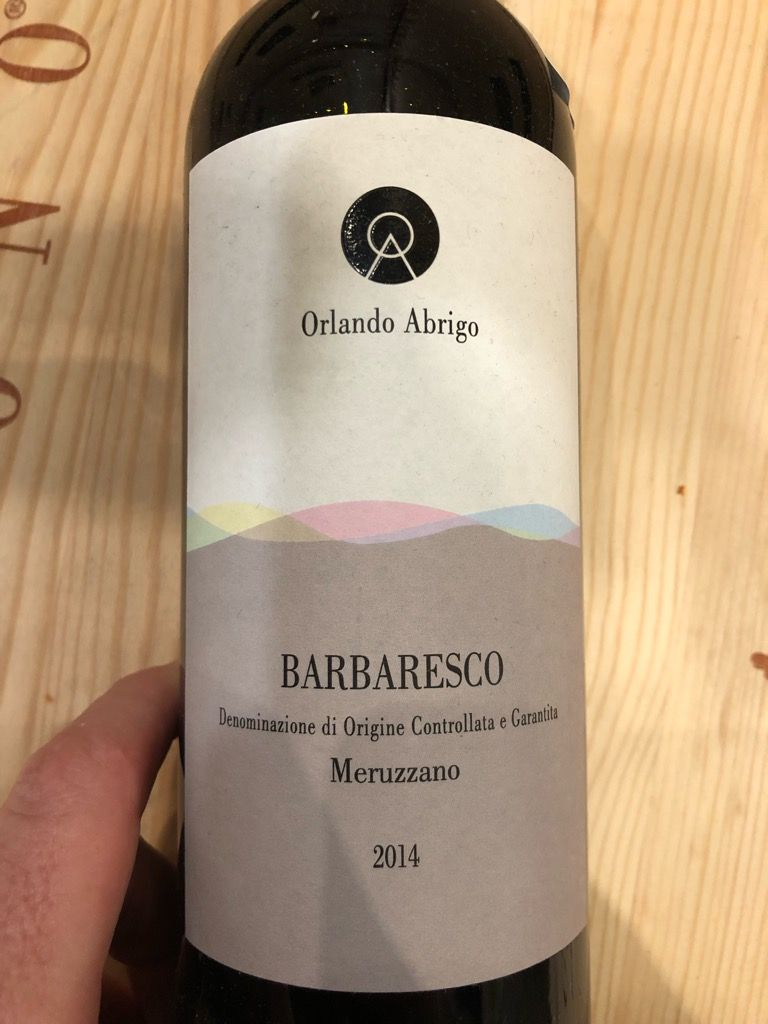 Orlando Abrigo
BARBARESCO
Denominazione di Origine Controllata e Garantita
Meruzzano
2014